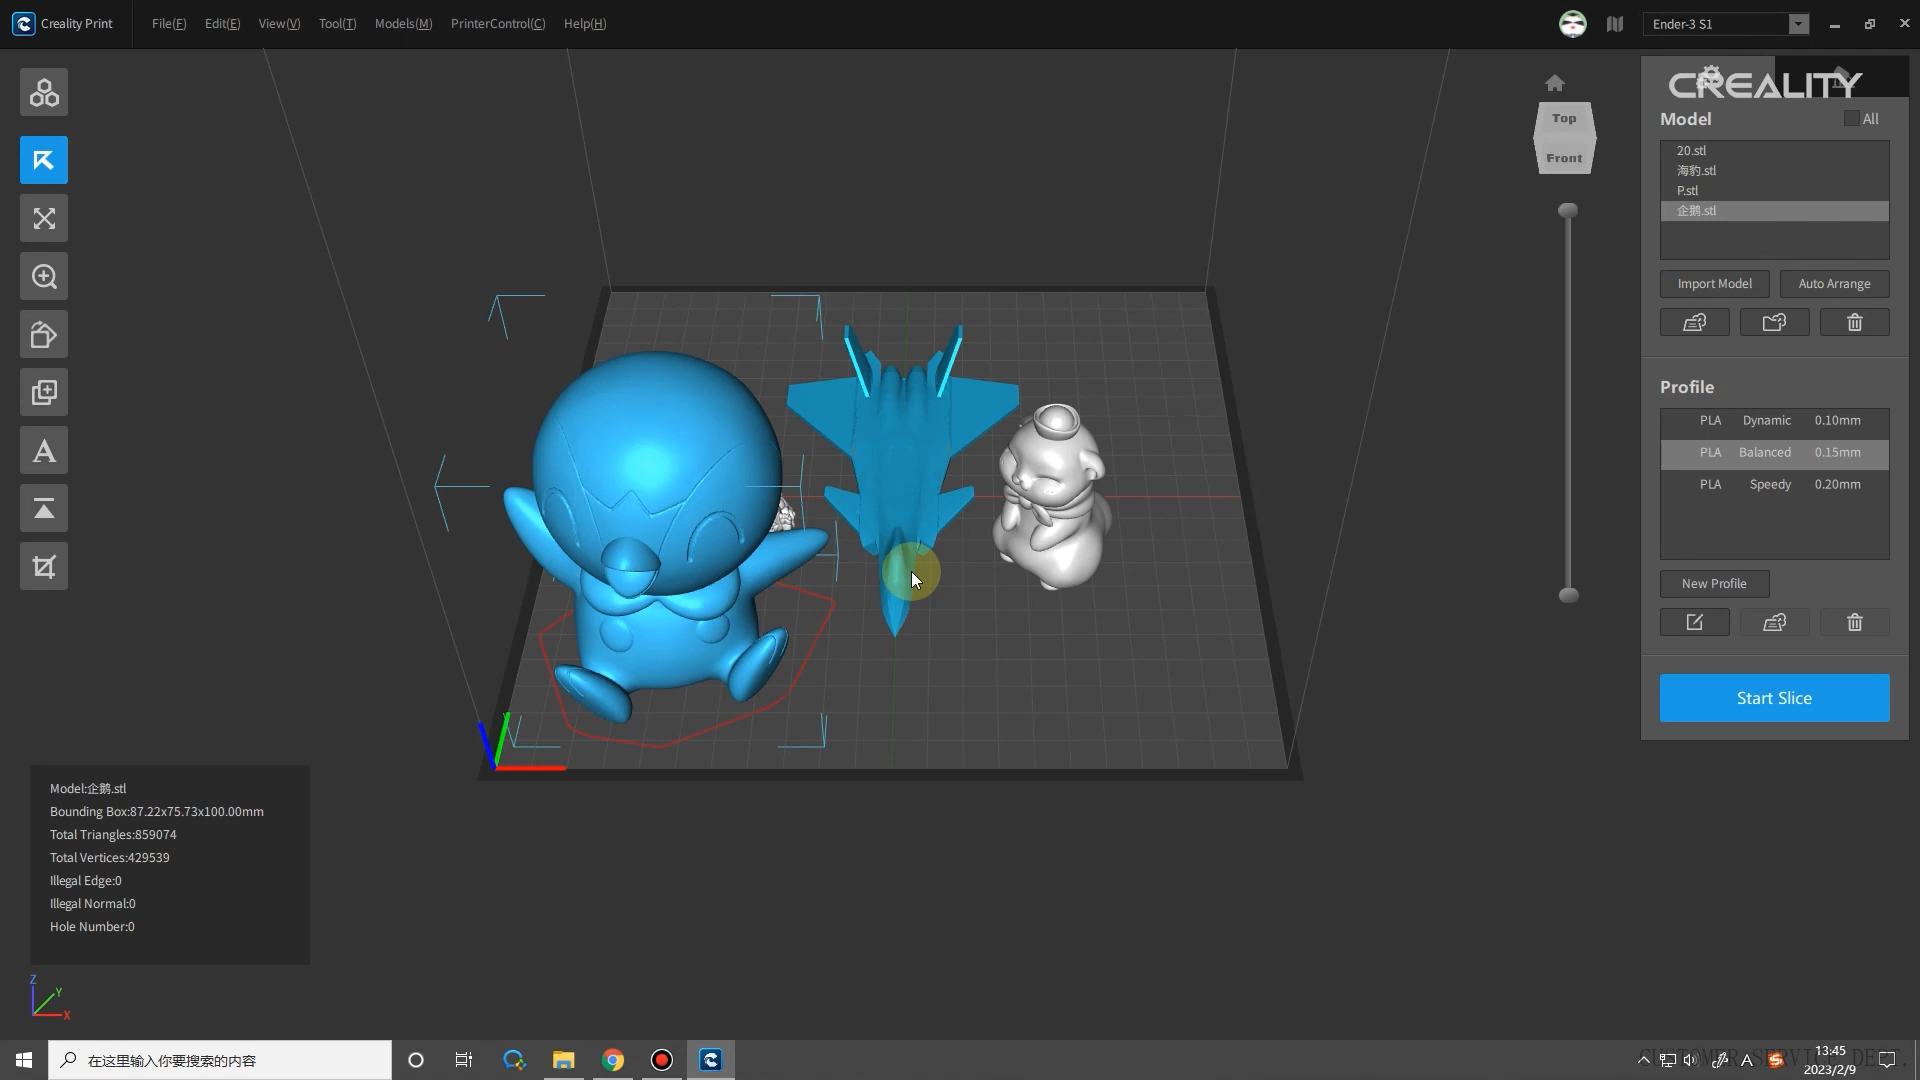 Creality Print
File(F)
Edit(E)
View(V)
Tool(T)
Models(M)
PrinterControl(C)
Help(H)
Ender-3 S1
CREALITY
Top
Front
Model
All
20.stl
海豹.stl
P.stl
企鹅.stl
Import Model
Auto Arrange
Profile
PLA Dynamic 0.10mm
PLA Balanced 0.15mm
PLA Speedy 0.20mm
New Profile
Start Slice
Model:企鹅.stl
Bounding Box:87.22x75.73x100.00mm
Total Triangles:859074
Total Vertices:429539
Illegal Edge:0
Illegal Normal:0
Hole Number:0
Z
Y
X
在这里输入你要搜索的内容
CUSTOMER SERVICE DEPT.
A
13:45
2023/2/9